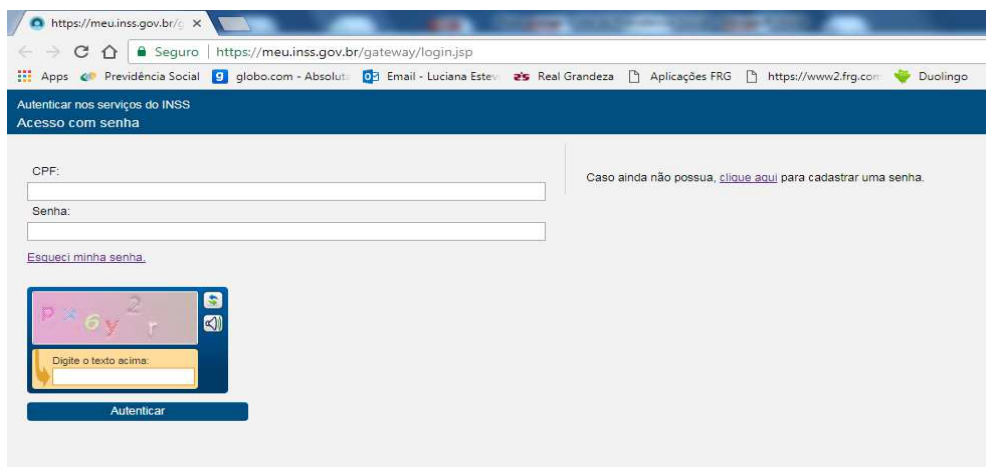 https://meu.inss.gov.br/g
Seguro | https://meu.inss.gov.br/gateway/login.jsp
Apps Previdência Social globo.com - Absolut Email - Luciana Estev Real Grandeza Aplicações FRG https://www2.frg.com Duolingo
Autenticar nos serviços do INSS
Acesso com senha
CPF:
Caso ainda não possua, clique aqui para cadastrar uma senha.
Senha:
Esqueci minha senha.
px6y2r
Digite o texto acima:
Autenticar